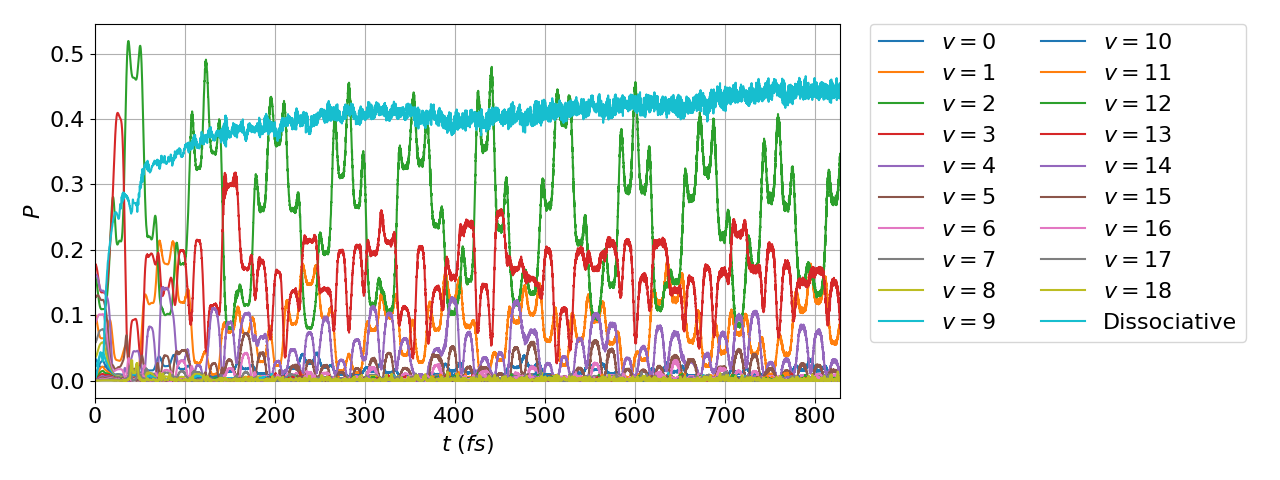 0.5
0.4
0.3
0.2
0.1
0.0
P
0 100 200 300 400 500 600 700 800
t (fs)
v = 0 v = 10
v = 1 v = 11
v = 2 v = 12
v = 3 v = 13
v = 4 v = 14
v = 5 v = 15
v = 6 v = 16
v = 7 v = 17
v = 8 v = 18
v = 9 Dissociative